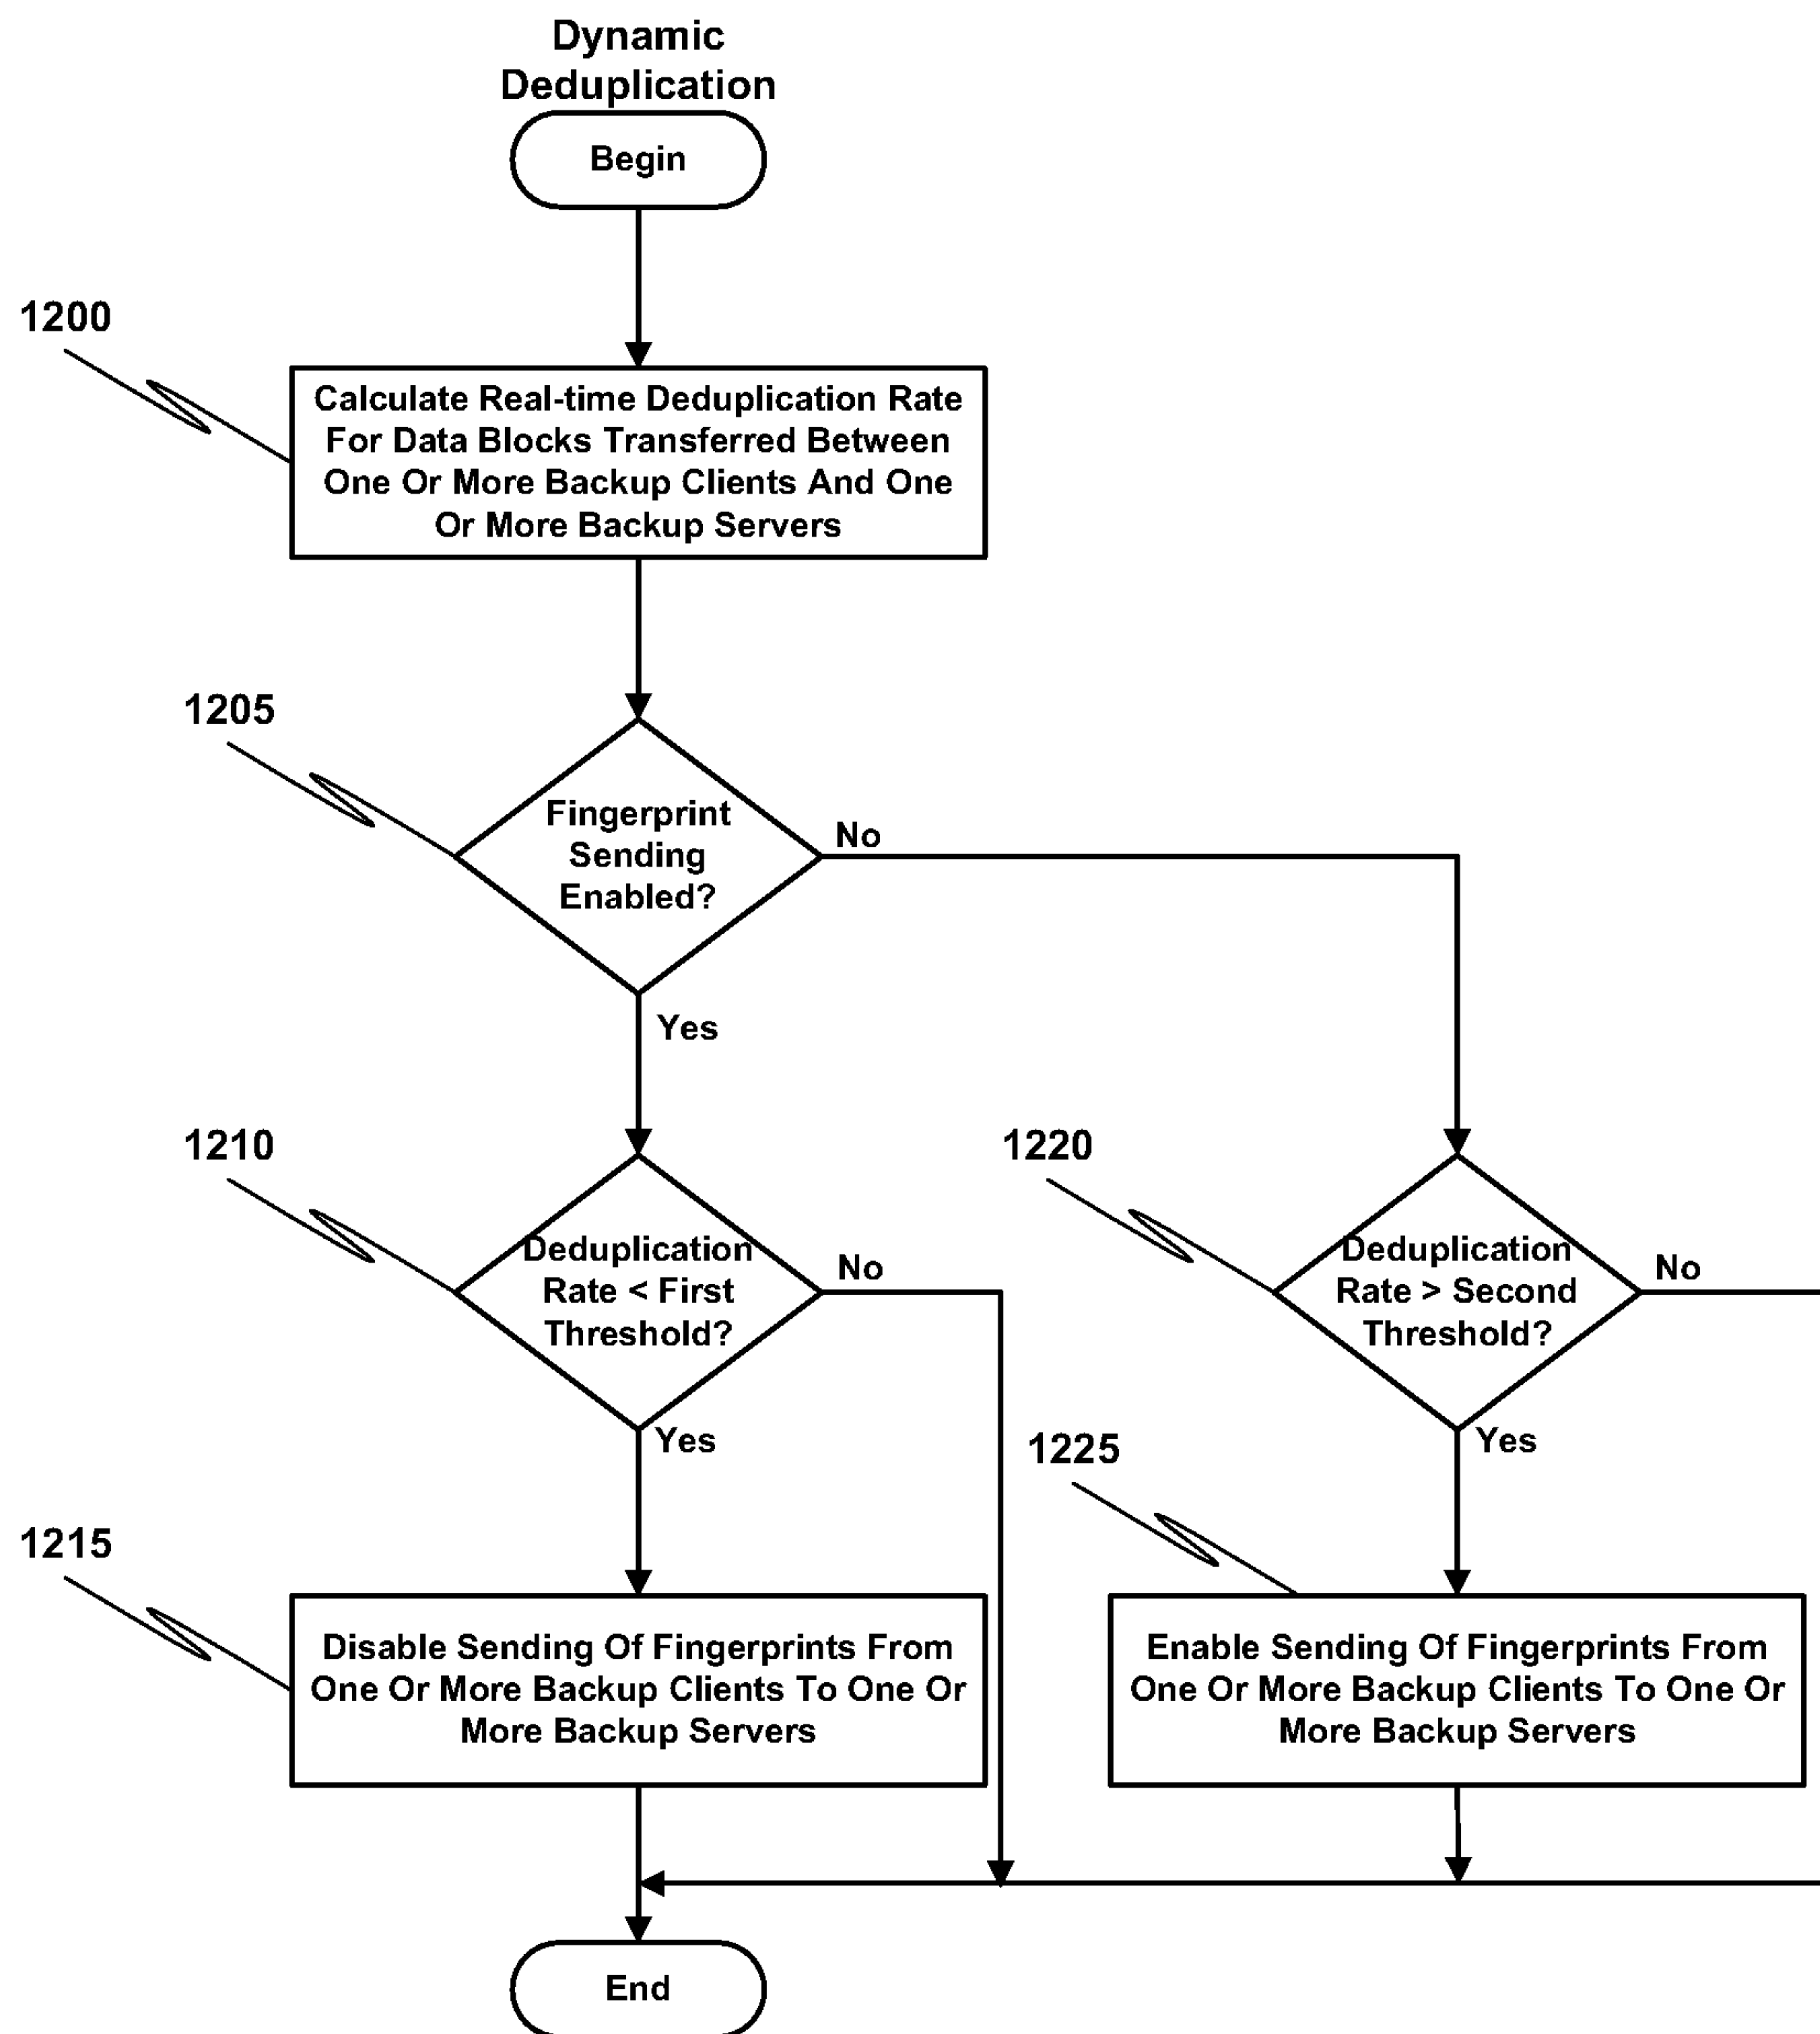 Dynamic
Deduplication
Begin
1200
Calculate Real-time Deduplication Rate
For Data Blocks Transferred Between
One Or More Backup Clients And One
Or More Backup Servers
1205
Fingerprint
Sending
Enabled?
No
Yes
1210
Deduplication
Rate < First
Threshold?
No
Yes
1220
Deduplication
Rate > Second
Threshold?
No
Yes
1215
Disable Sending Of Fingerprints From
One Or More Backup Clients To One Or
More Backup Servers
1225
Enable Sending Of Fingerprints From
One Or More Backup Clients To One Or
More Backup Servers
End